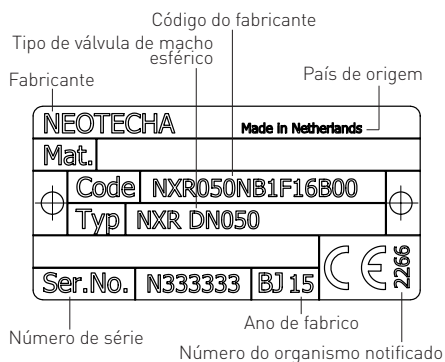 Código do fabricante
Tipo de válvula de macho
esférico
Fabricante
País de origem
NEOTECHA Made in Netherlands
Mat.
Code NXR050NB1F16B00
Typ NXR DN050
Ser.No. N333333 BJ 15 CE 2266
Número de série
Ano de fabrico
Número do organismo notificado